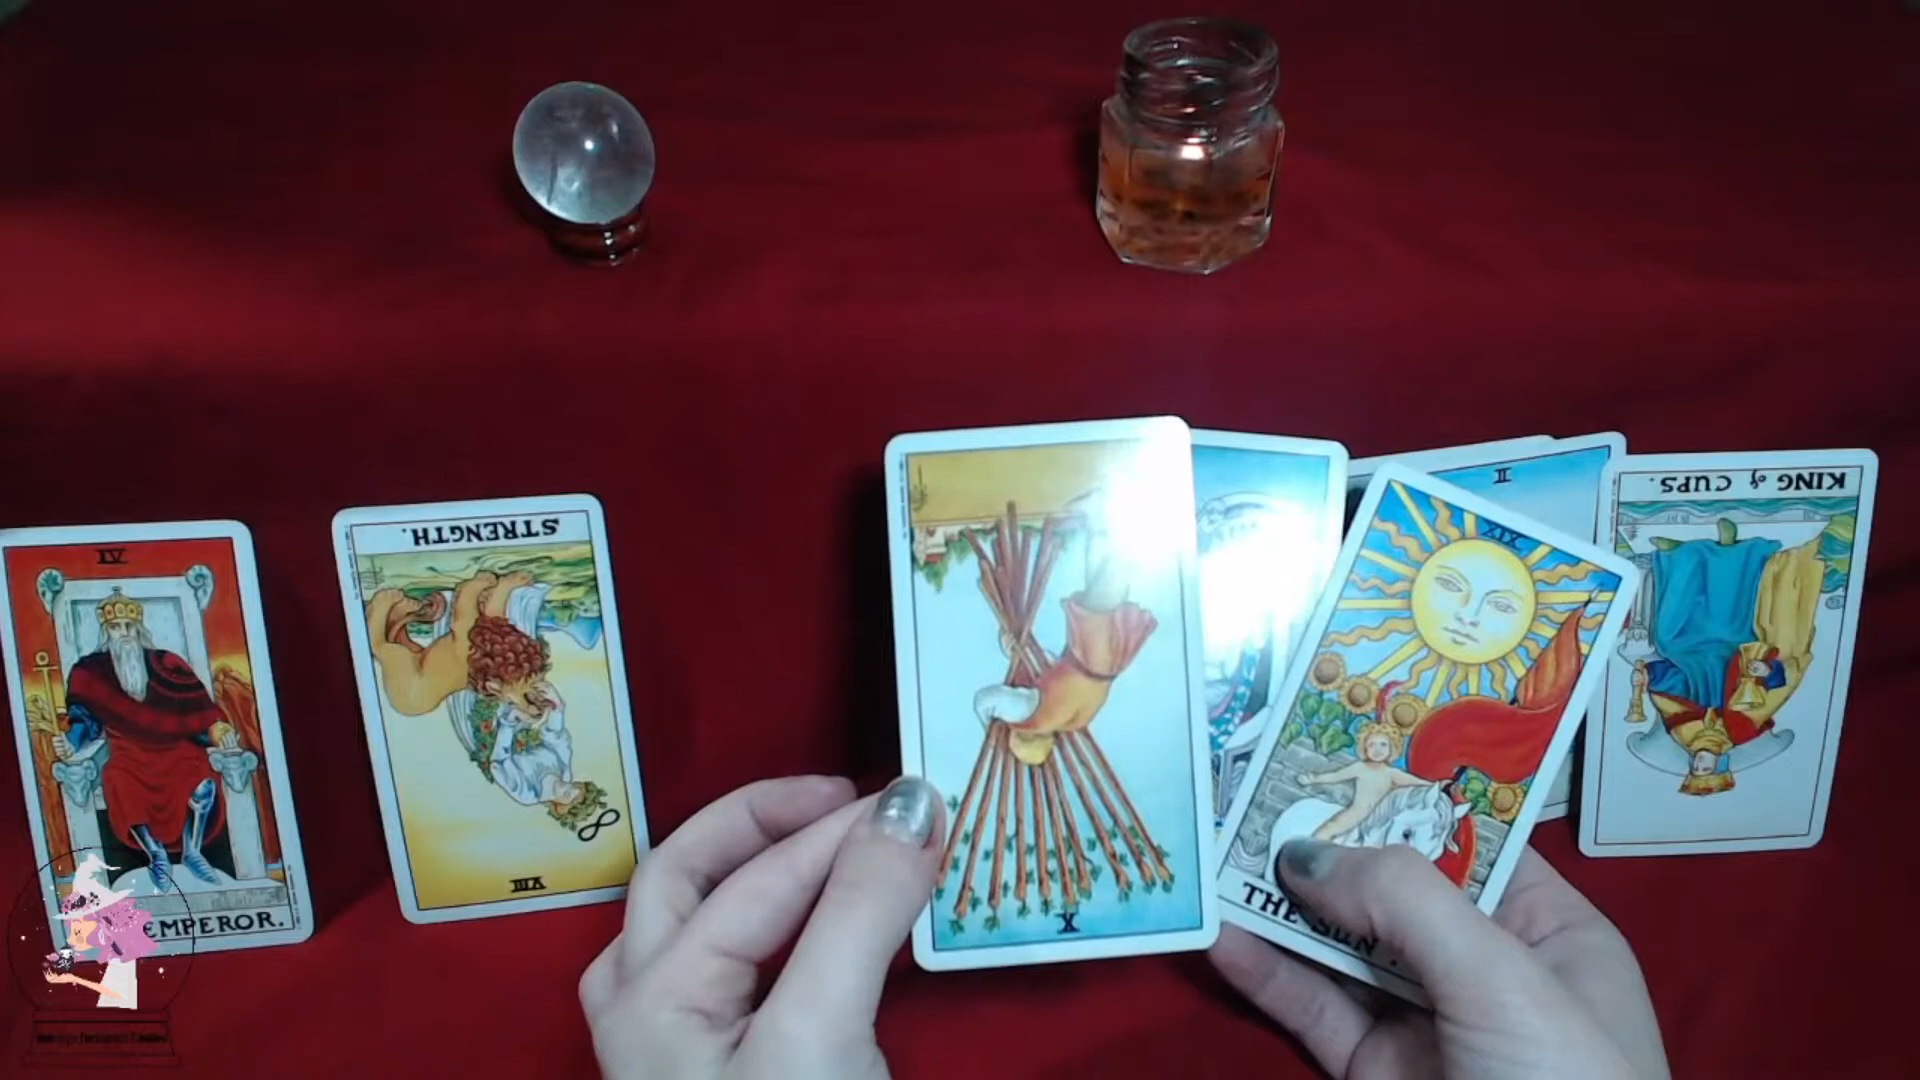 IV
EMPEROR.
STRENGTH.
VIII
X
II
XIX
THE SUN.
KING of CUPS.